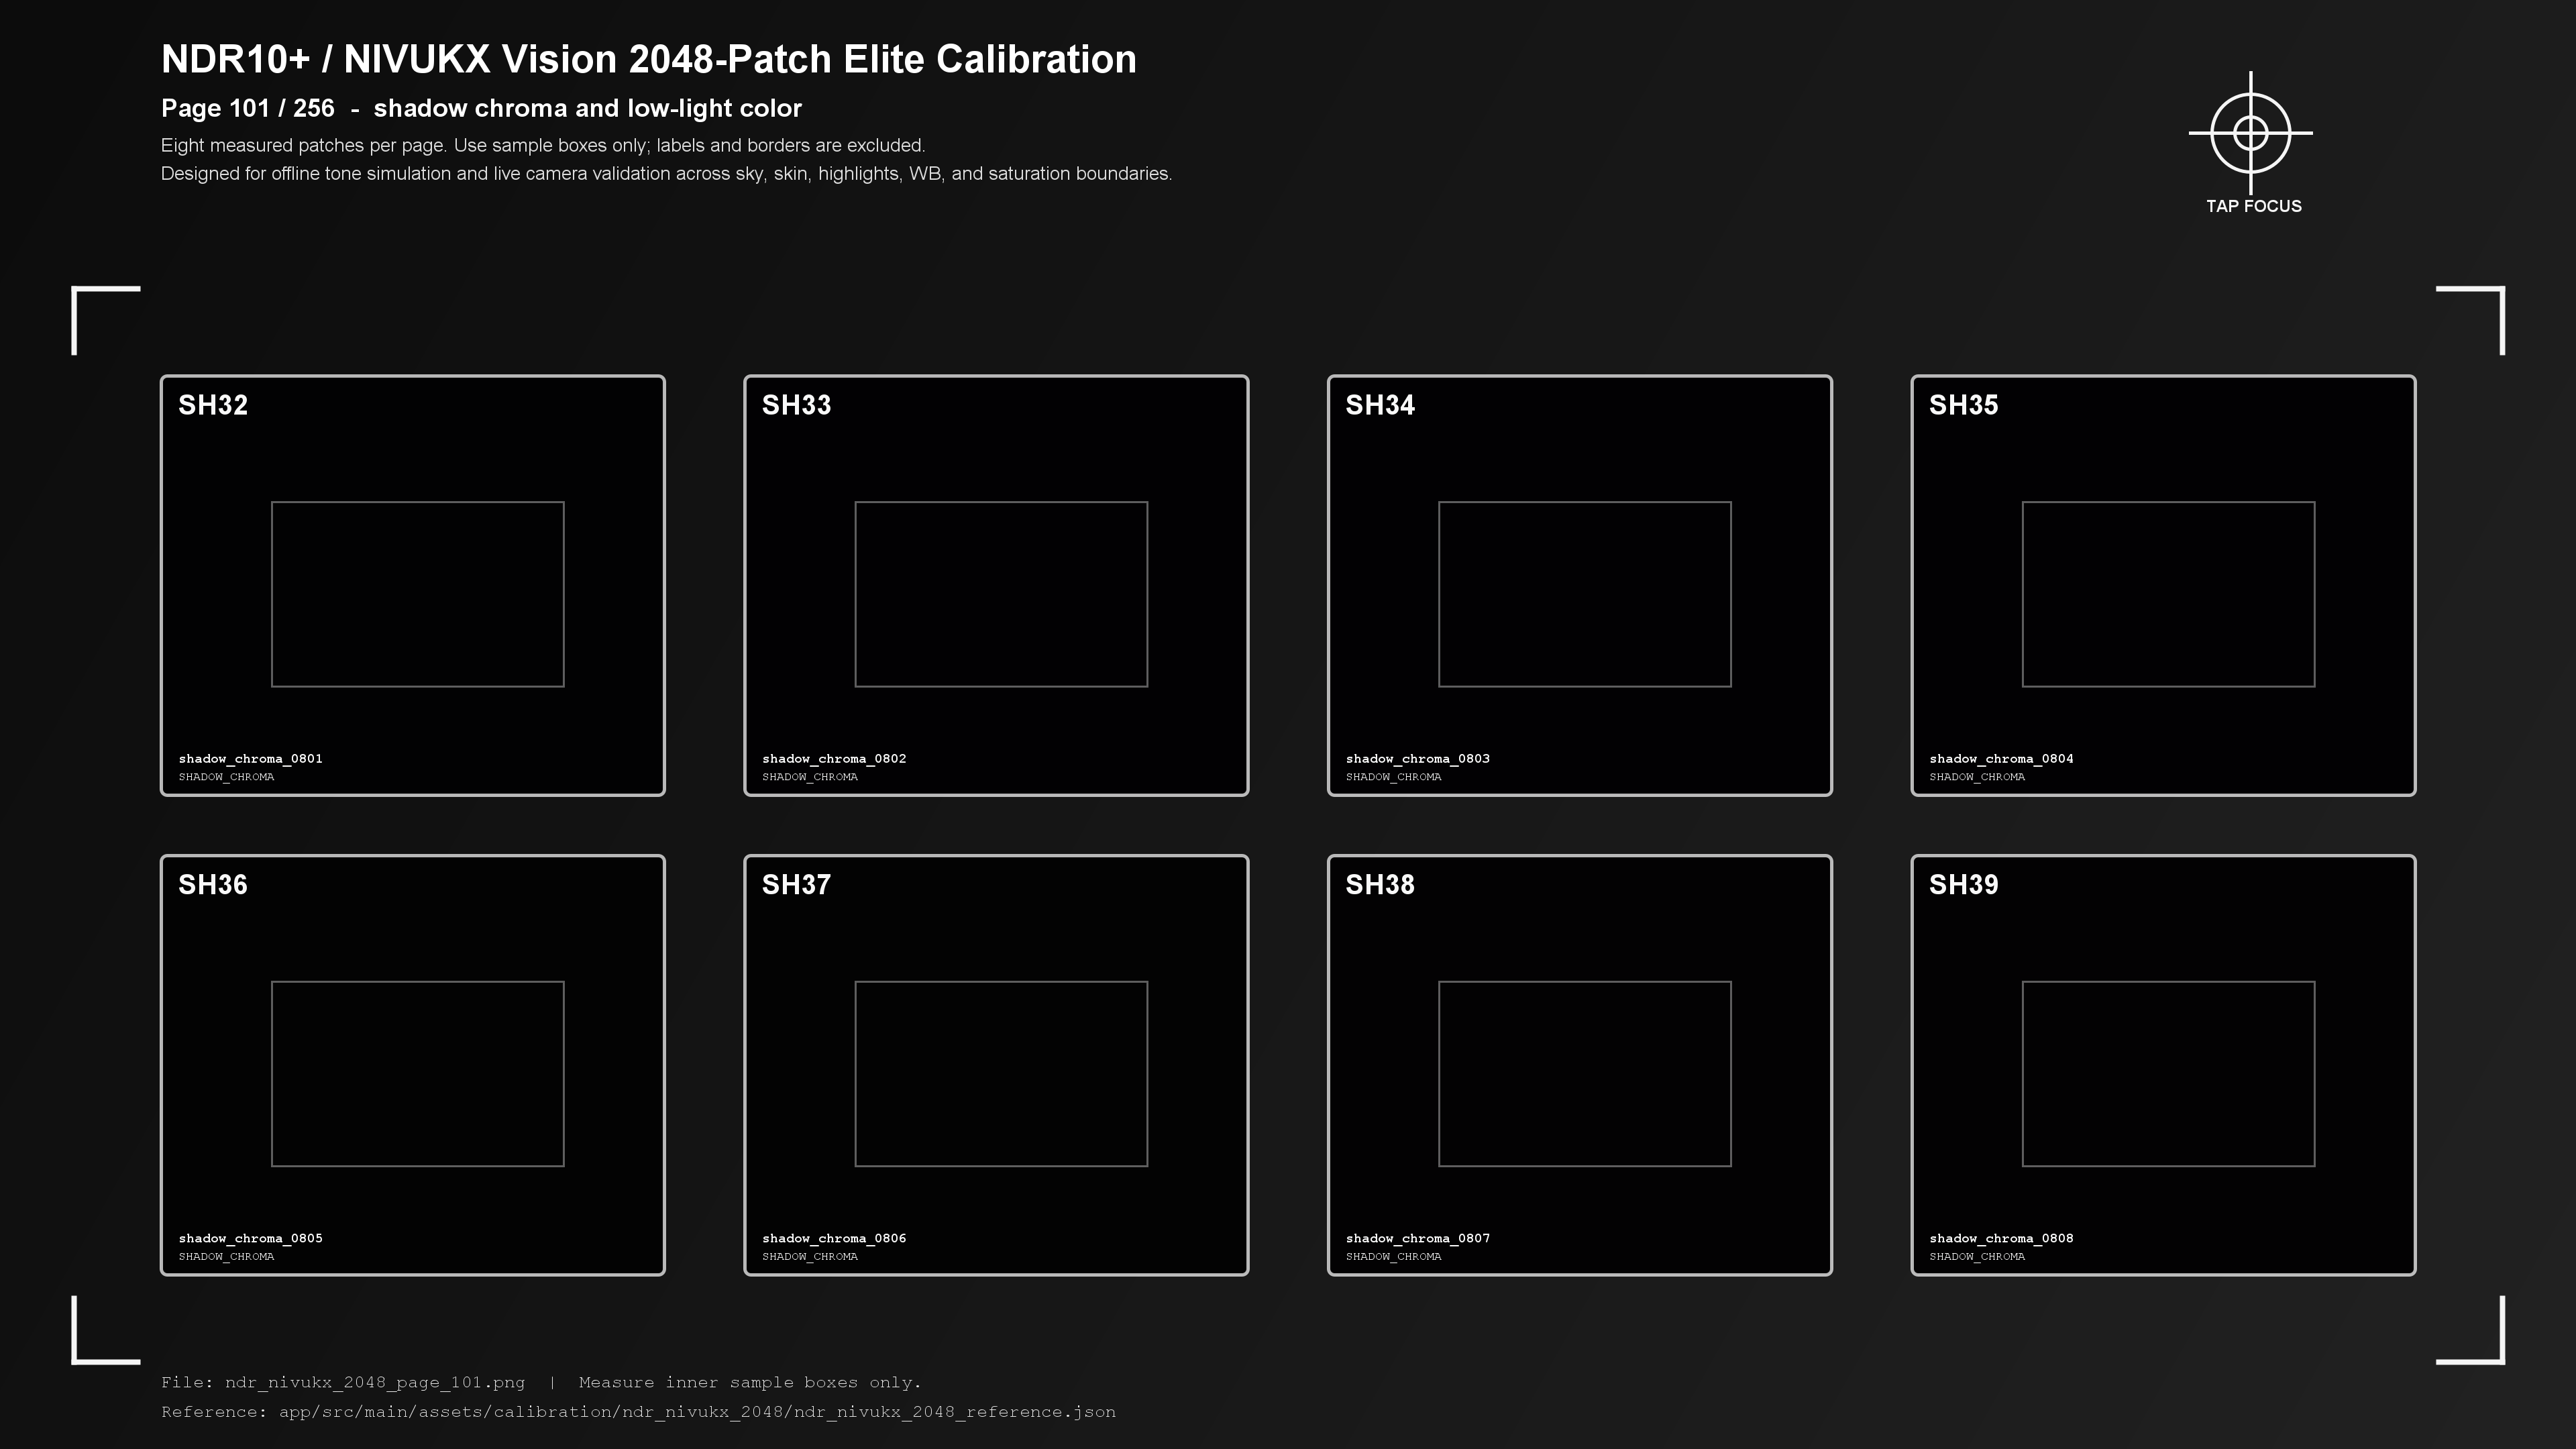 NDR10+ / NIVUKX Vision 2048-Patch Elite Calibration
Page 101 / 256 - shadow chroma and low-light color
Eight measured patches per page. Use sample boxes only; labels and borders are excluded.
Designed for offline tone simulation and live camera validation across sky, skin, highlights, WB, and saturation boundaries.
TAP FOCUS
SH32
shadow_chroma_0801
SHADOW_CHROMA
SH33
shadow_chroma_0802
SHADOW_CHROMA
SH34
shadow_chroma_0803
SHADOW_CHROMA
SH35
shadow_chroma_0804
SHADOW_CHROMA
SH36
shadow_chroma_0805
SHADOW_CHROMA
SH37
shadow_chroma_0806
SHADOW_CHROMA
SH38
shadow_chroma_0807
SHADOW_CHROMA
SH39
shadow_chroma_0808
SHADOW_CHROMA
File: ndr_nivukx_2048_page_101.png | Measure inner sample boxes only.
Reference: app/src/main/assets/calibration/ndr_nivukx_2048/ndr_nivukx_2048_reference.json